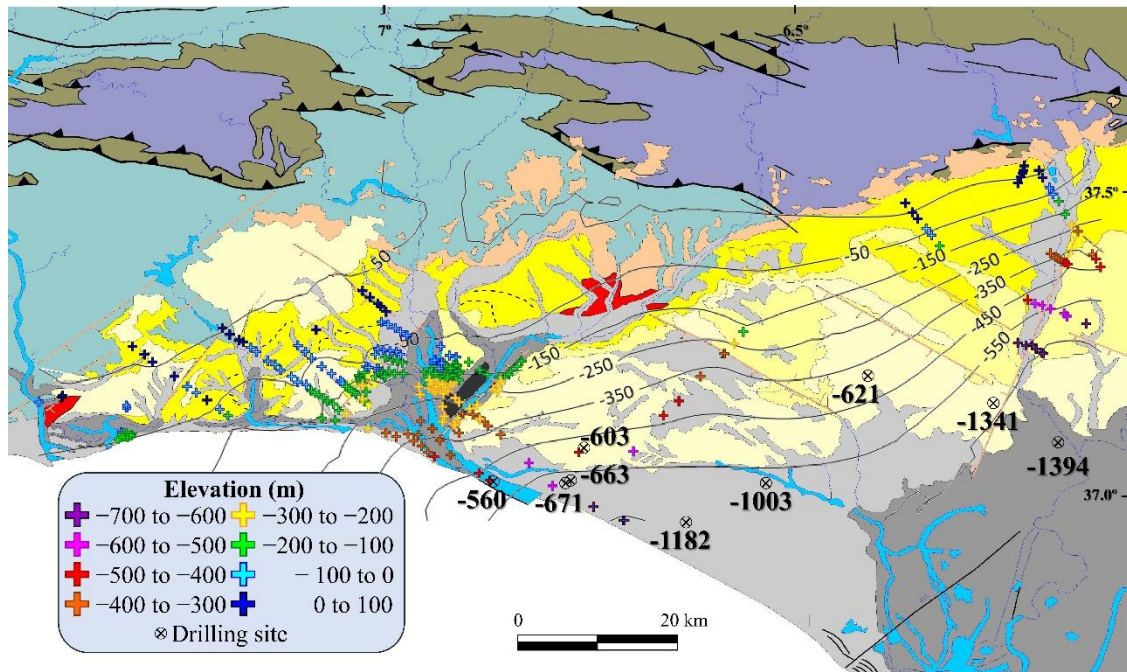 7°
6.5°
37.5°
-50
-50
-50
-150
-250
-350
-450
-550
-150
-250
-350
-621
-1341
-603
-1394
-663
-560
-671
-1003
37.0°
-1182
Elevation (m)
−700 to −600
−300 to −200
−600 to −500
−200 to −100
−500 to −400
− 100 to 0
−400 to −300
0 to 100
Drilling site
0
20 km